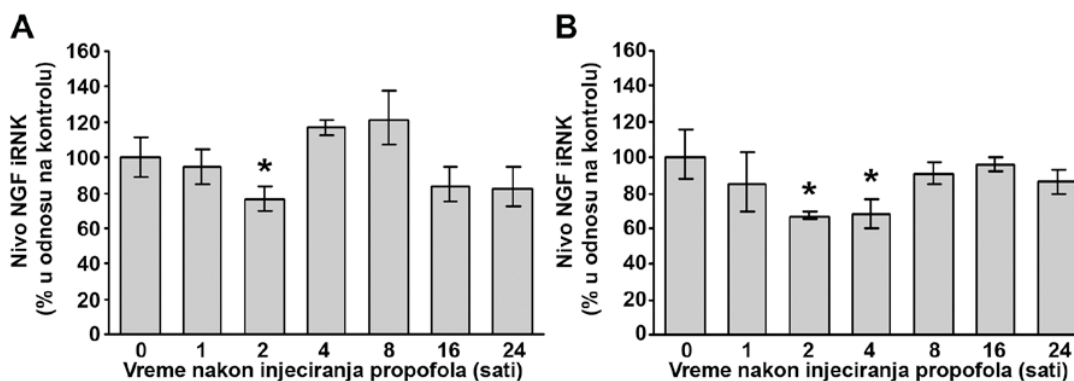 A
Nivo NGF iRNK
(% u odnosu na kontrolu)
160
140
120
100
80
60
40
20
0
*
0 1 2 4 8 16 24
Vreme nakon injeciranja propofola (sati)
B
Nivo NGF iRNK
(% u odnosu na kontrolu)
160
140
120
100
80
60
40
20
0
* *
0 1 2 4 8 16 24
Vreme nakon injeciranja propofola (sati)